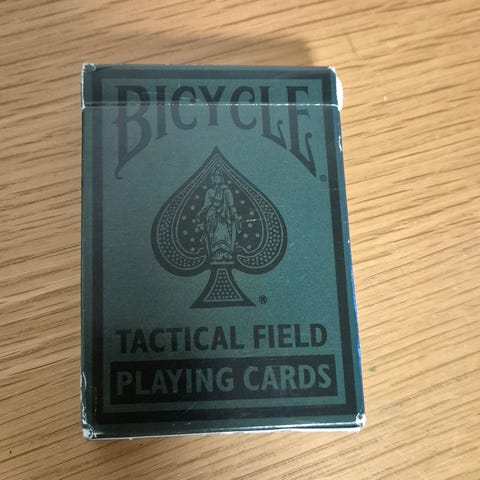 BICYCLE
®
®
TACTICAL FIELD
PLAYING CARDS